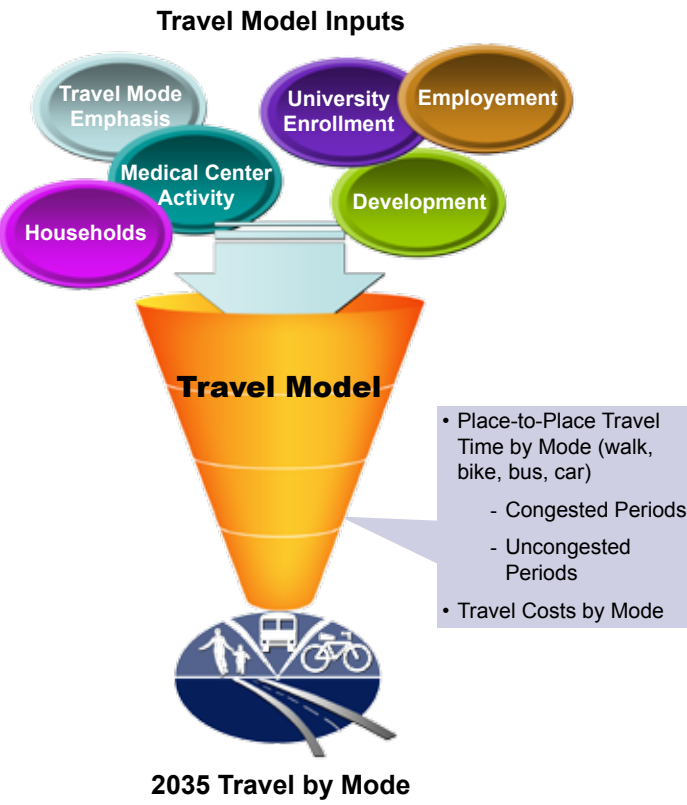 Travel Model Inputs
Travel Mode
Emphasis
University
Enrollment
Employement
Medical Center
Activity
Development
Households
Travel Model
• Place-to-Place Travel
Time by Mode (walk,
bike, bus, car)
- Congested Periods
- Uncongested
Periods
• Travel Costs by Mode
2035 Travel by Mode